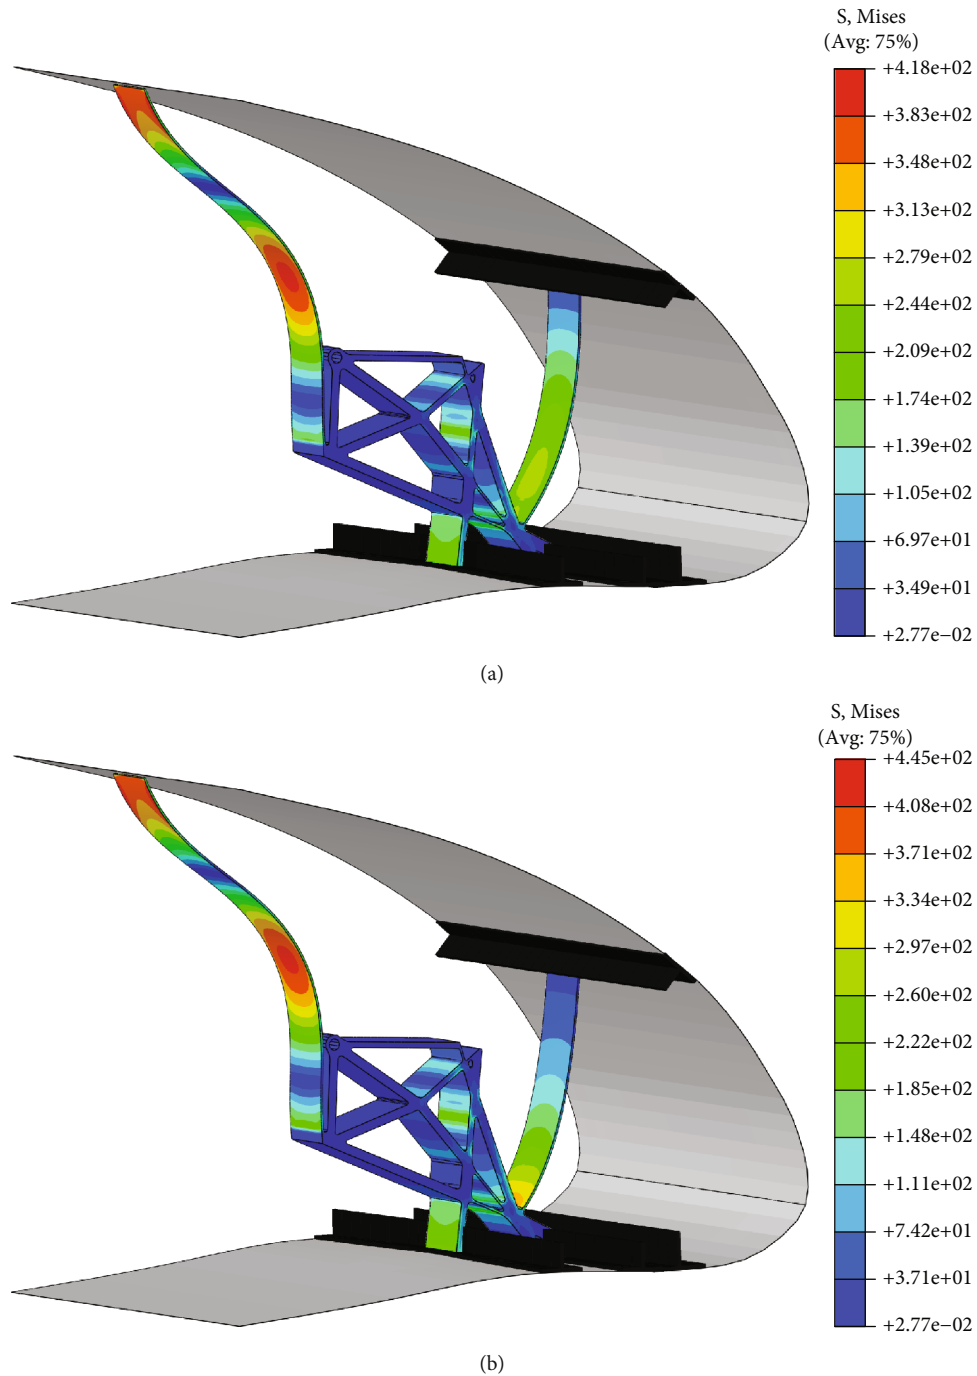 S, Mises
(Avg: 75%)
+4.18e+02
+3.83e+02
+3.48e+02
+3.13e+02
+2.79e+02
+2.44e+02
+2.09e+02
+1.74e+02
+1.39e+02
+1.05e+02
+6.97e+01
+3.49e+01
+2.77e−02
(a)
S, Mises
(Avg: 75%)
+4.45e+02
+4.08e+02
+3.71e+02
+3.34e+02
+2.97e+02
+2.60e+02
+2.22e+02
+1.85e+02
+1.48e+02
+1.11e+02
+7.42e+01
+3.71e+01
+2.77e−02
(b)